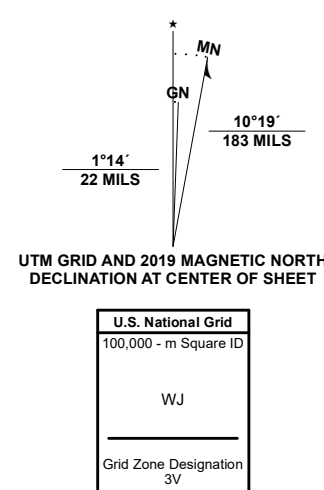 ★
MN
GN
10°19´
183 MILS
1°14´
22 MILS
UTM GRID AND 2019 MAGNETIC NORTH
DECLINATION AT CENTER OF SHEET
U.S. National Grid
100,000 - m Square ID
WJ
Grid Zone Designation
3V